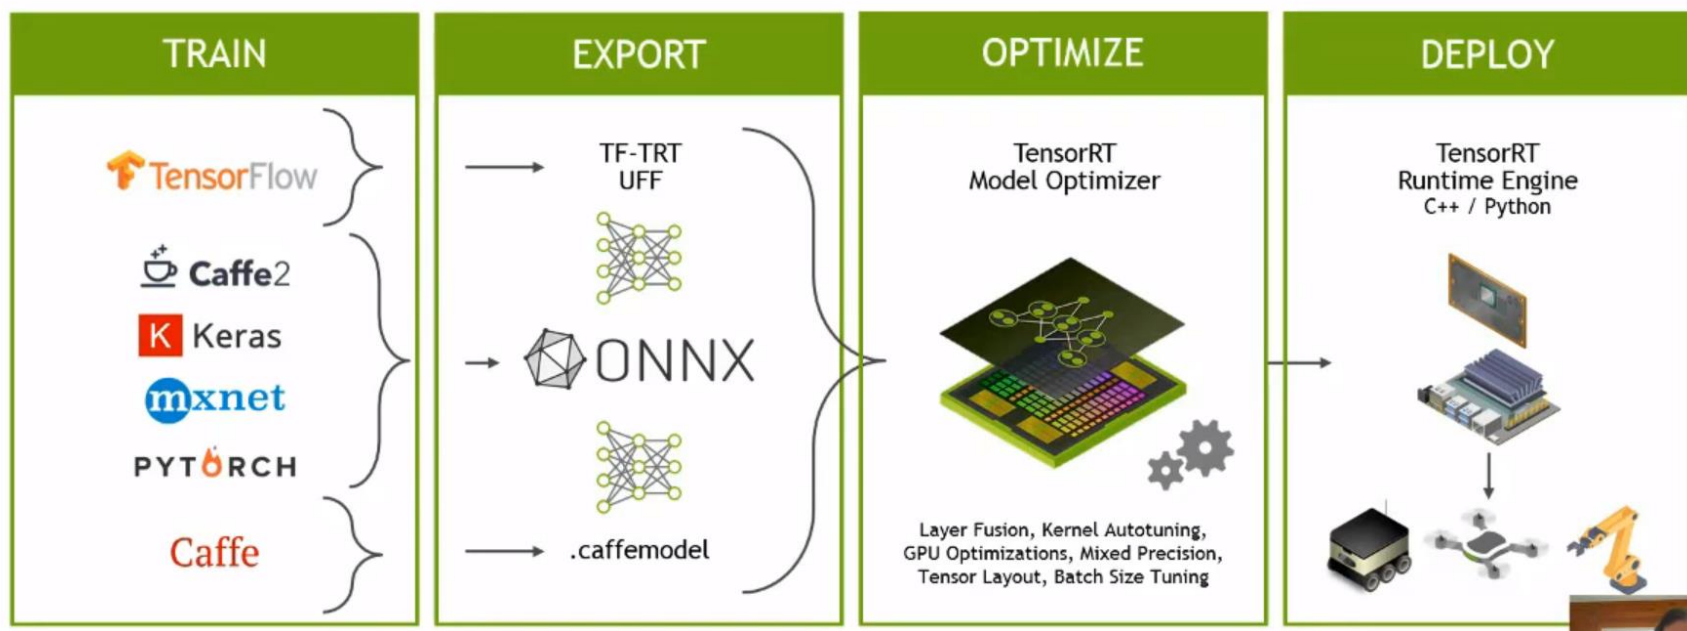 TRAIN
TensorFlow
Caffe2
K Keras
mxnet
PYTORCH
Caffe
EXPORT
TF-TRT
UFF
ONNX
.caffemodel
OPTIMIZE
TensorRT
Model Optimizer
Layer Fusion, Kernel Autotuning,
GPU Optimizations, Mixed Precision,
Tensor Layout, Batch Size Tuning
DEPLOY
TensorRT
Runtime Engine
C++ / Python